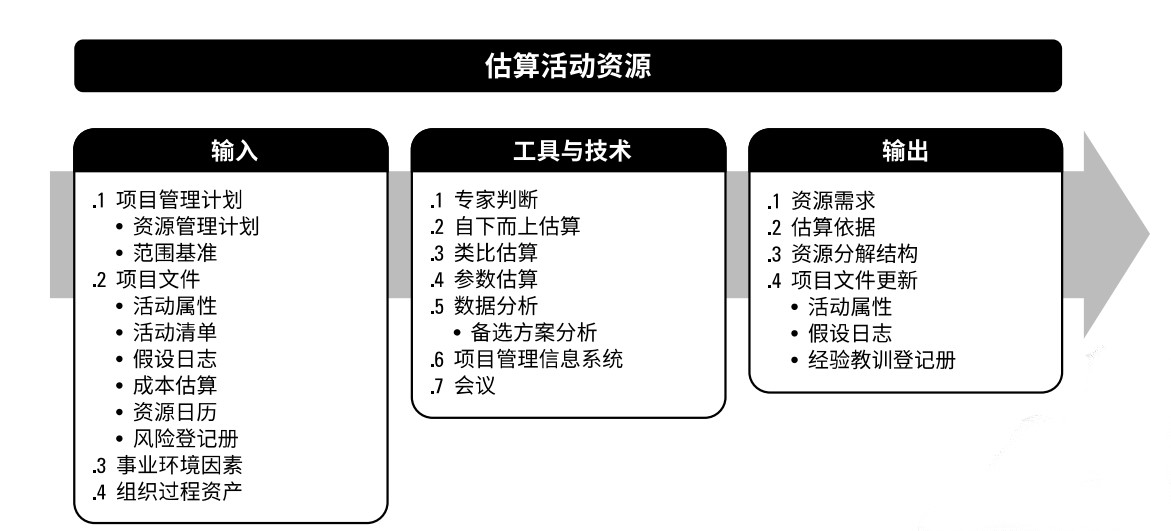 估算活动资源
输入
.1 项目管理计划
• 资源管理计划
• 范围基准
.2 项目文件
• 活动属性
• 活动清单
• 假设日志
• 成本估算
• 资源日历
• 风险登记册
.3 事业环境因素
.4 组织过程资产
工具与技术
.1 专家判断
.2 自下而上估算
.3 类比估算
.4 参数估算
.5 数据分析
• 备选方案分析
.6 项目管理信息系统
.7 会议
输出
.1 资源需求
.2 估算依据
.3 资源分解结构
.4 项目文件更新
• 活动属性
• 假设日志
• 经验教训登记册